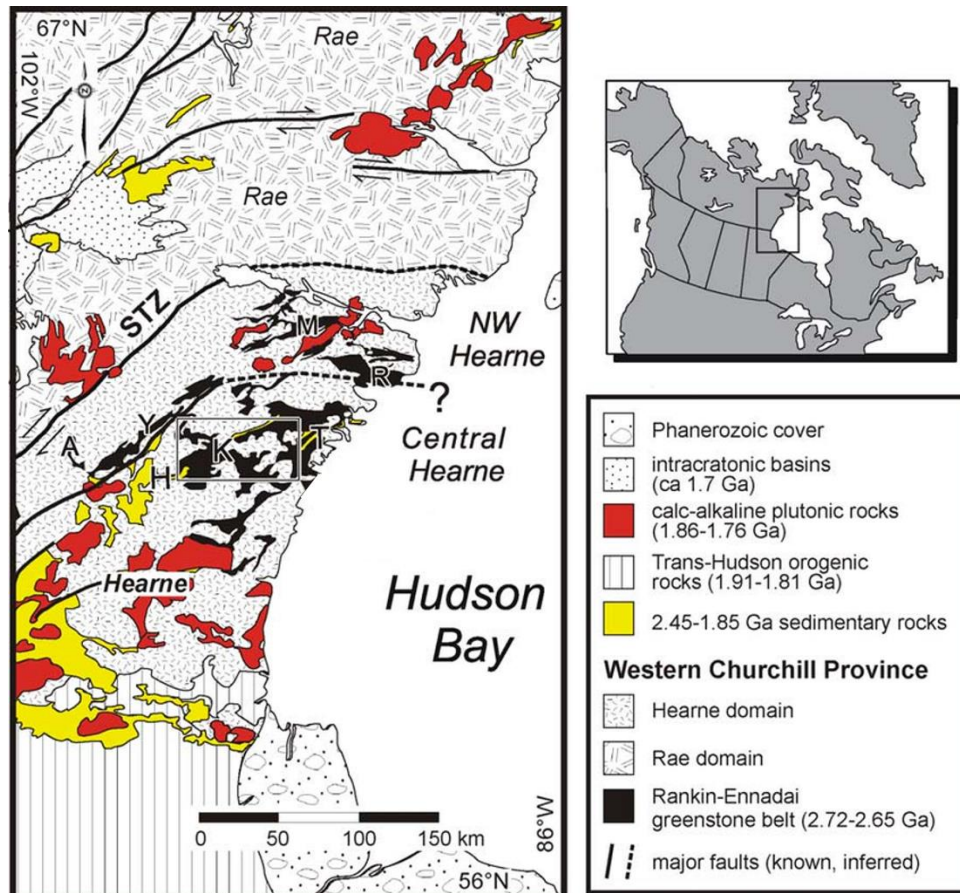 67°N
102°W
N
Rae
Rae
STZ
M
NW
Hearne
R
?
Central
Hearne
Y
A
K
T
H
Hearne
Hudson
Bay
0 50 100 150 km
86°W
56°N
Phanerozoic cover
intracratonic basins
(ca 1.7 Ga)
calc-alkaline plutonic rocks
(1.86-1.76 Ga)
Trans-Hudson orogenic
rocks (1.91-1.81 Ga)
2.45-1.85 Ga sedimentary rocks
Western Churchill Province
Hearne domain
Rae domain
Rankin-Ennadai
greenstone belt (2.72-2.65 Ga)
major faults (known, inferred)